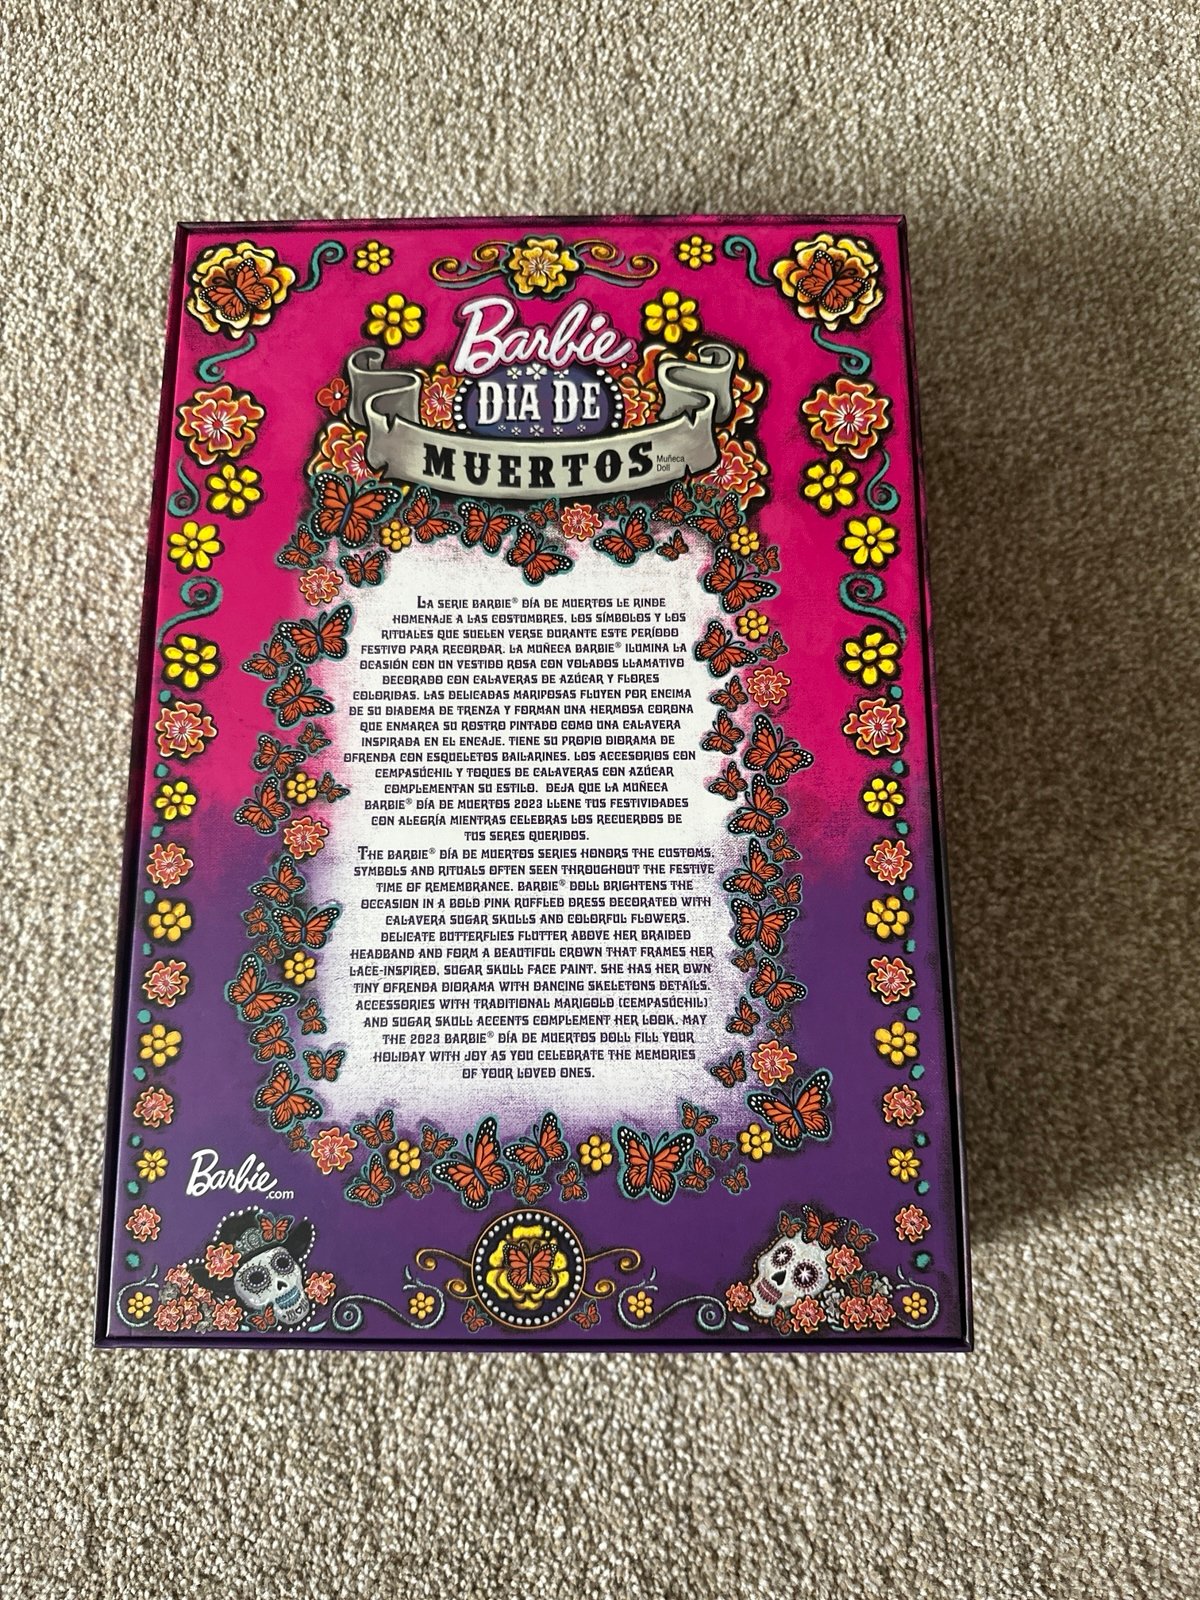 Barbie
DIA DE
MUERTOS
Muñeca
Doll
LA SERIE BARBIE® DÍA DE MUERTOS LE RINDE
HOMENAJE A LAS COSTUMBRES, LOS SÍMBOLOS Y LOS
RITUALES QUE SUELEN VERSE DURANTE ESTE PERÍODO
FESTIVO PARA RECORDAR. LA MUÑECA BARBIE® ILUMINA LA
OCASIÓN CON UN VESTIDO ROSA CON VOLADOS LLAMATIVO
DECORADO CON CALAVERAS DE AZÚCAR Y FLORES
COLORIDAS. LAS DELICADAS MARIPOSAS FLUYEN POR ENCIMA
DE SU DIADEMA DE TRENZA Y FORMAN UNA HERMOSA CORONA
QUE ENMARCA SU ROSTRO PINTADO COMO UNA CALAVERA
INSPIRADA EN EL ENCAJE. TIENE SU PROPIO DIORAMA DE
OFRENDA CON ESQUELETOS BAILARINES. LOS ACCESORIOS CON
CEMPASÚCHIL Y TOQUES DE CALAVERAS CON AZÚCAR
COMPLEMENTAN SU ESTILO. DEJA QUE LA MUÑECA
BARBIE® DÍA DE MUERTOS 2023 LLENE TUS FESTIVIDADES
CON ALEGRÍA MIENTRAS CELEBRAS LOS RECUERDOS DE
TUS SERES QUERIDOS.
THE BARBIE® DÍA DE MUERTOS SERIES HONORS THE CUSTOMS,
SYMBOLS AND RITUALS OFTEN SEEN THROUGHOUT THE FESTIVE
TIME OF REMEMBRANCE. BARBIE® DOLL BRIGHTENS THE
OCCASION IN A BOLD PINK RUFFLED DRESS DECORATED WITH
CALAVERA SUGAR SKULLS AND COLORFUL FLOWERS.
DELICATE BUTTERFLIES FLUTTER ABOVE HER BRAIDED
HEADBAND AND FORM A BEAUTIFUL CROWN THAT FRAMES HER
LACE-INSPIRED, SUGAR SKULL FACE PAINT. SHE HAS HER OWN
TINY OFRENDA DIORAMA WITH DANCING SKELETONS DETAILS.
ACCESSORIES WITH TRADITIONAL MARIGOLD (CEMPASÚCHIL)
AND SUGAR SKULL ACCENTS COMPLEMENT HER LOOK. MAY
THE 2023 BARBIE® DÍA DE MUERTOS DOLL FILL YOUR
HOLIDAY WITH JOY AS YOU CELEBRATE THE MEMORIES
OF YOUR LOVED ONES.
Barbie.com